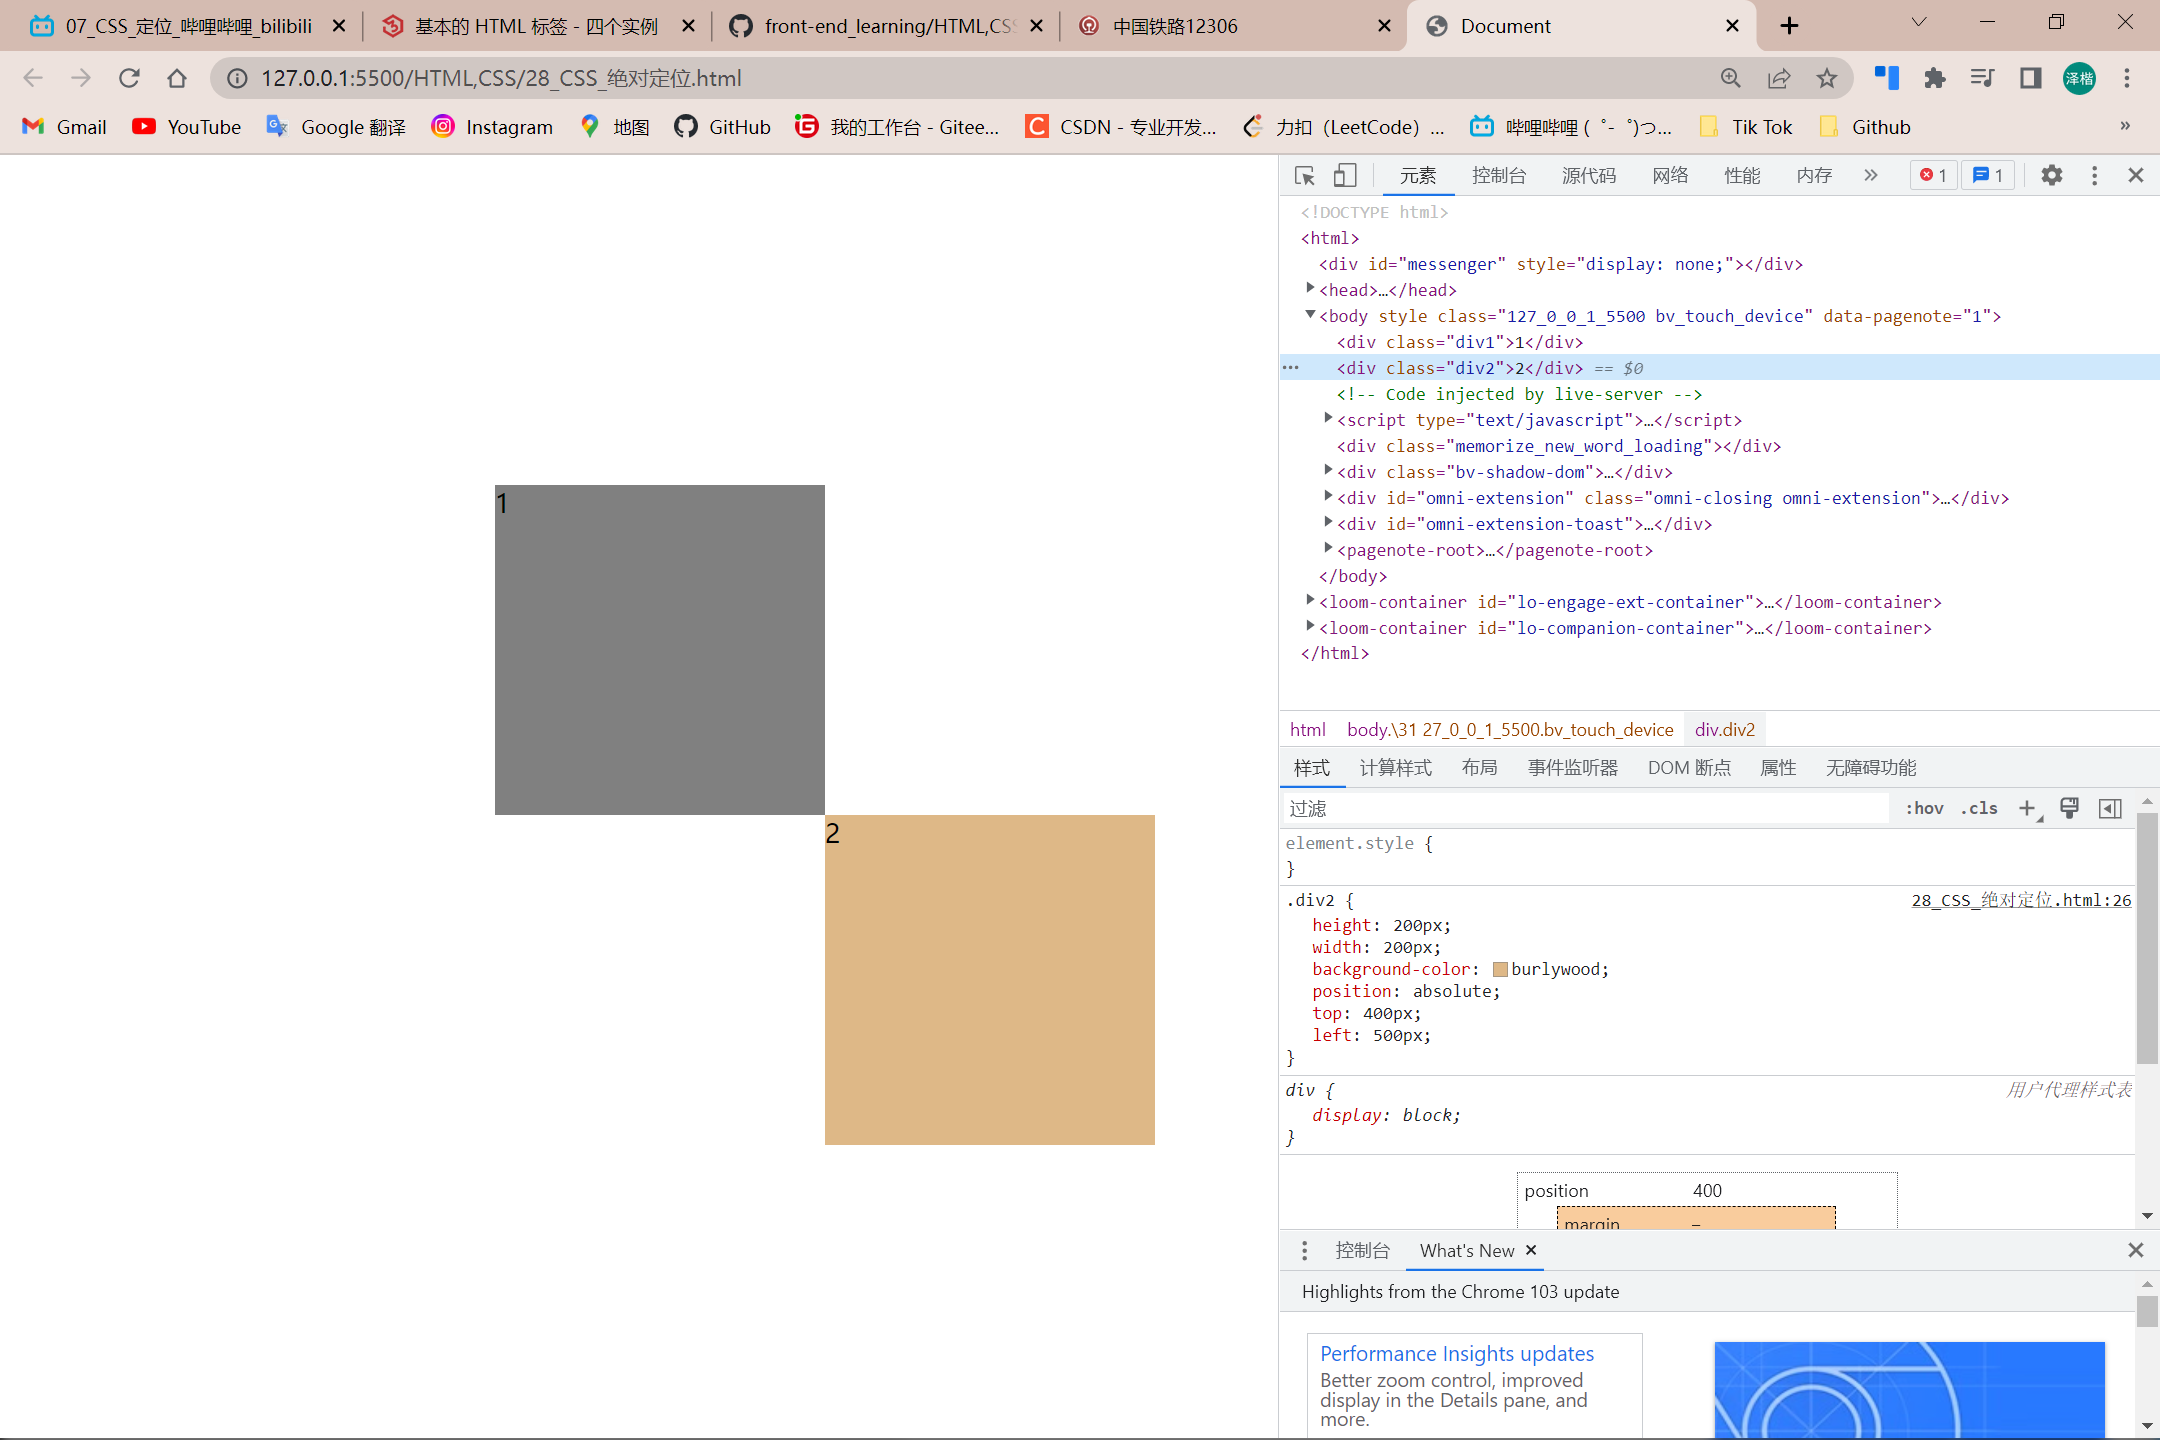 07_CSS_定位_哔哩哔哩_bilibili
基本的 HTML 标签 - 四个实例
front-end_learning/HTML,CSS
中国铁路12306
Document
127.0.0.1:5500/HTML,CSS/28_CSS_绝对定位.html
泽楷
Gmail
YouTube
Google 翻译
Instagram
地图
GitHub
我的工作台 - Gitee...
CSDN - 专业开发...
力扣（LeetCode）...
哔哩哔哩 ( ゜- ゜)つ...
Tik Tok
Github
»
1
2
元素
控制台
源代码
网络
性能
内存
»
1
1
<!DOCTYPE html>
<html>
<div id="messenger" style="display: none;"></div>
<head>…</head>
<body style class="127_0_0_1_5500 bv_touch_device" data-pagenote="1">
<div class="div1">1</div>
<div class="div2">2</div> == $0
<!-- Code injected by live-server -->
<script type="text/javascript">…</script>
<div class="memorize_new_word_loading"></div>
<div class="bv-shadow-dom">…</div>
<div id="omni-extension" class="omni-closing omni-extension">…</div>
<div id="omni-extension-toast">…</div>
<pagenote-root>…</pagenote-root>
</body>
<loom-container id="lo-engage-ext-container">…</loom-container>
<loom-container id="lo-companion-container">…</loom-container>
</html>
html
body.\31 27_0_0_1_5500.bv_touch_device
div.div2
样式
计算样式
布局
事件监听器
DOM 断点
属性
无障碍功能
过滤
:hov
.cls
element.style {
}
.div2 {
28_CSS_绝对定位.html:26
height: 200px;
width: 200px;
background-color: burlywood;
position: absolute;
top: 400px;
left: 500px;
}
div {
用户代理样式表
display: block;
}
position
400
margin
–
控制台
What's New
Highlights from the Chrome 103 update
Performance Insights updates
Better zoom control, improved
display in the Details pane, and
more.